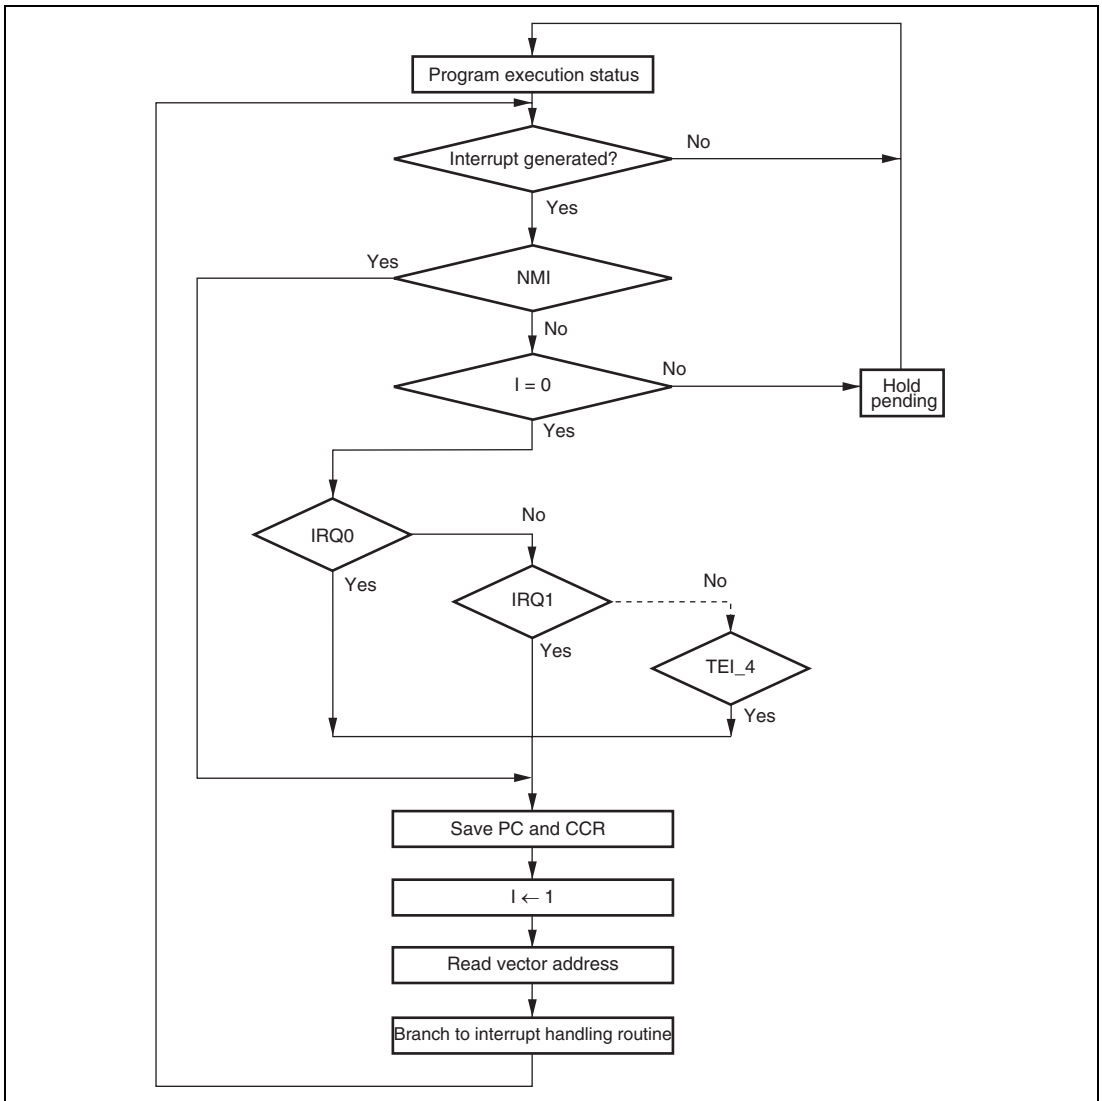 Program execution status
Interrupt generated?
No
Yes
Yes
NMI
No
I = 0
No
Hold
pending
Yes
IRQ0
No
Yes
IRQ1
No
Yes
TEI_4
Yes
Save PC and CCR
I ← 1
Read vector address
Branch to interrupt handling routine